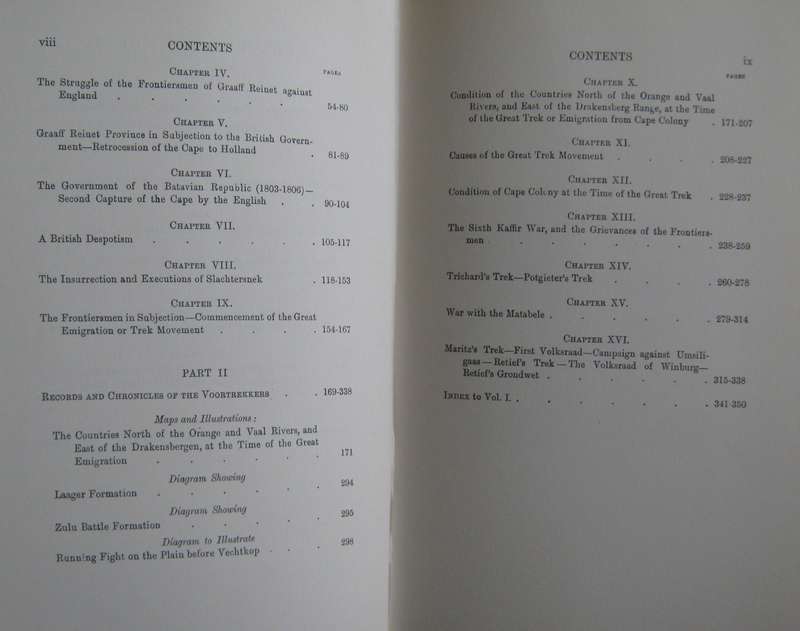 viii
CONTENTS
CHAPTER IV.
PAGES
The Struggle of the Frontiersmen of Graaff Reinet against
England . . . . . . 54-80
CHAPTER V.
Graaff Reinet Province in Subjection to the British Govern-
ment—Retrocession of the Cape to Holland . 81-89
CHAPTER VI.
The Government of the Batavian Republic (1803-1806)—
Second Capture of the Cape by the English . . 90-104
CHAPTER VII.
A British Despotism . . . . . . 105-117
CHAPTER VIII.
The Insurrection and Executions of Slachtersnek . 118-153
CHAPTER IX.
The Frontiersmen in Subjection—Commencement of the Great
Emigration or Trek Movement . . . . 154-167
PART II
RECORDS AND CHRONICLES OF THE VOORTREKKERS . . 169-338
Maps and Illustrations:
The Countries North of the Orange and Vaal Rivers, and
East of the Drakensbergen, at the Time of the Great
Emigration . . . . . . 171
Diagram Showing
Laager Formation . . . . . . 294
Diagram Showing
Zulu Battle Formation . . . . . 295
Diagram to Illustrate
Running Fight on the Plain before Vechtkop . . . 298
CONTENTS
ix
CHAPTER X.
PAGES
Condition of the Countries North of the Orange and Vaal
Rivers, and East of the Drakensberg Range, at the Time
of the Great Trek or Emigration from Cape Colony . 171-207
CHAPTER XI.
Causes of the Great Trek Movement . . . . 208-227
CHAPTER XII.
Condition of Cape Colony at the Time of the Great Trek . 228-237
CHAPTER XIII.
The Sixth Kaffir War, and the Grievances of the Frontiers-
men . . . . . . . . 238-259
CHAPTER XIV.
Trichard's Trek—Potgieter's Trek . . . . 260-278
CHAPTER XV.
War with the Matabele . . . . . . 279-314
CHAPTER XVI.
Maritz's Trek—First Volksraad—Campaign against Umsili-
gaas—Retief's Trek—The Volksraad of Winburg—
Retief's Grondwet . . . . . . 315-338
INDEX to Vol. I. . . . . . . . 341-350